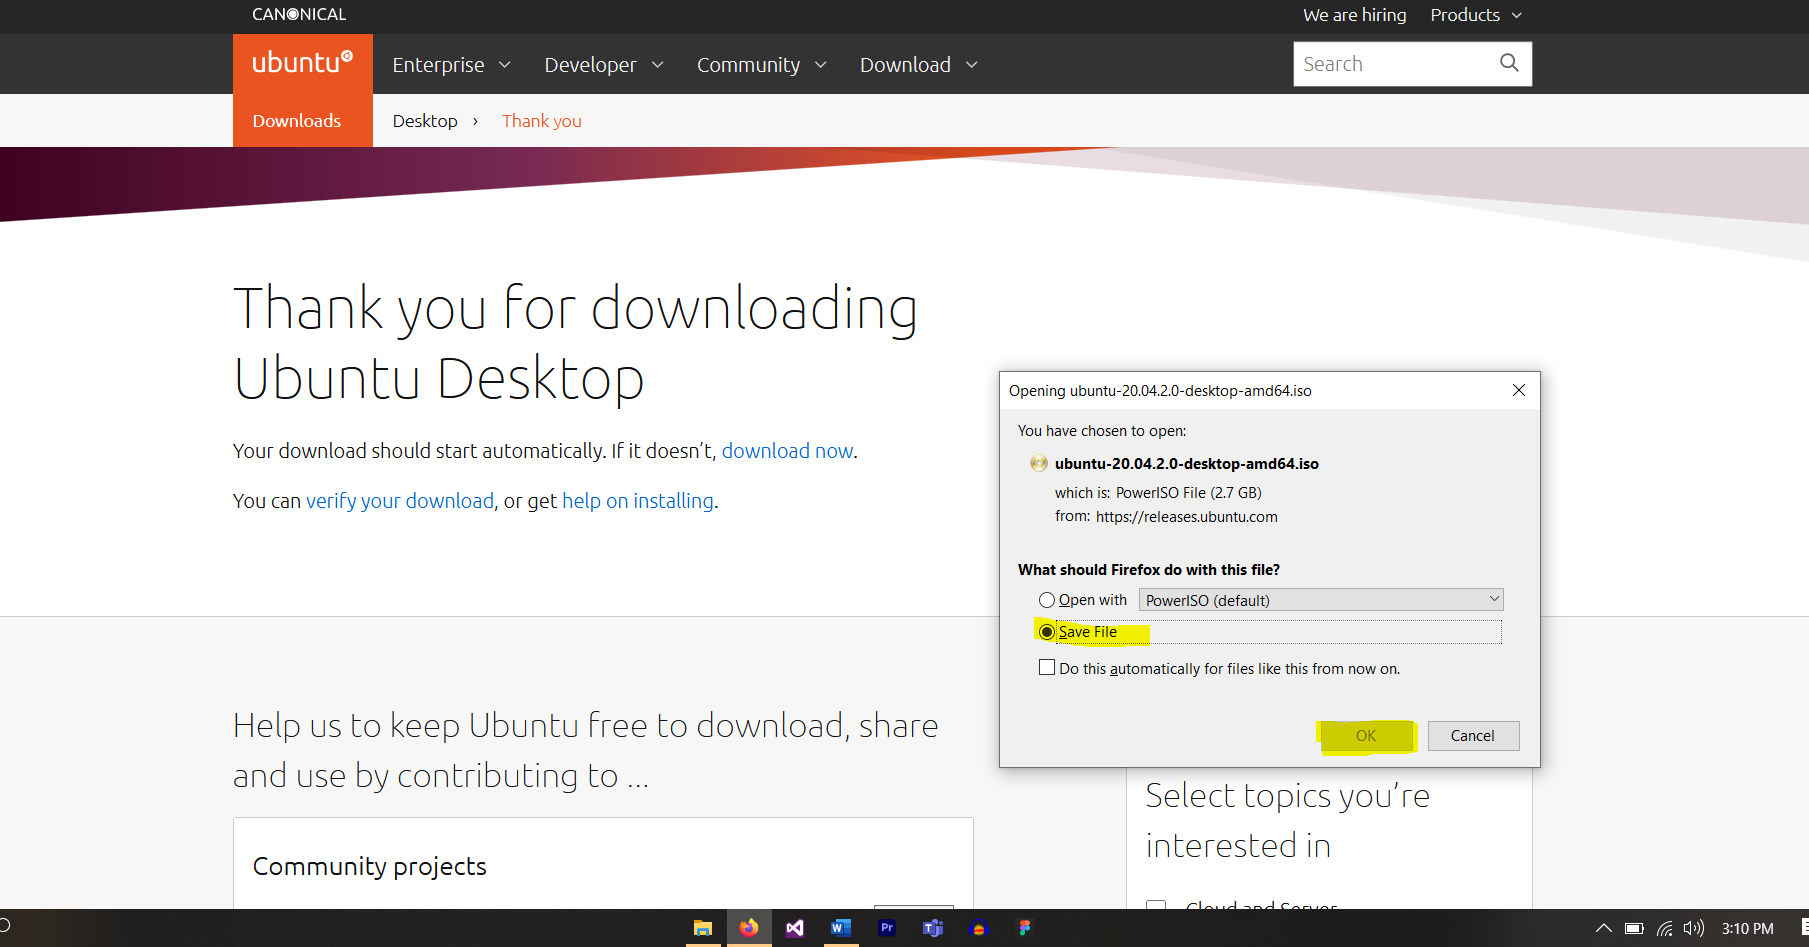 CANONICAL
We are hiring
Products
ubuntu
Enterprise
Developer
Community
Download
Search
Downloads
Desktop
Thank you
Thank you for downloading
Ubuntu Desktop
Your download should start automatically. If it doesn’t, download now.
You can verify your download, or get help on installing.
Opening ubuntu-20.04.2.0-desktop-amd64.iso
You have chosen to open:
ubuntu-20.04.2.0-desktop-amd64.iso
which is: PowerISO File (2.7 GB)
from: https://releases.ubuntu.com
What should Firefox do with this file?
Open with
PowerISO (default)
Save File
Do this automatically for files like this from now on.
OK
Cancel
Help us to keep Ubuntu free to download, share
and use by contributing to ...
Community projects
Select topics you’re
interested in
Cloud and Server
W
Pr
T
3:10 PM